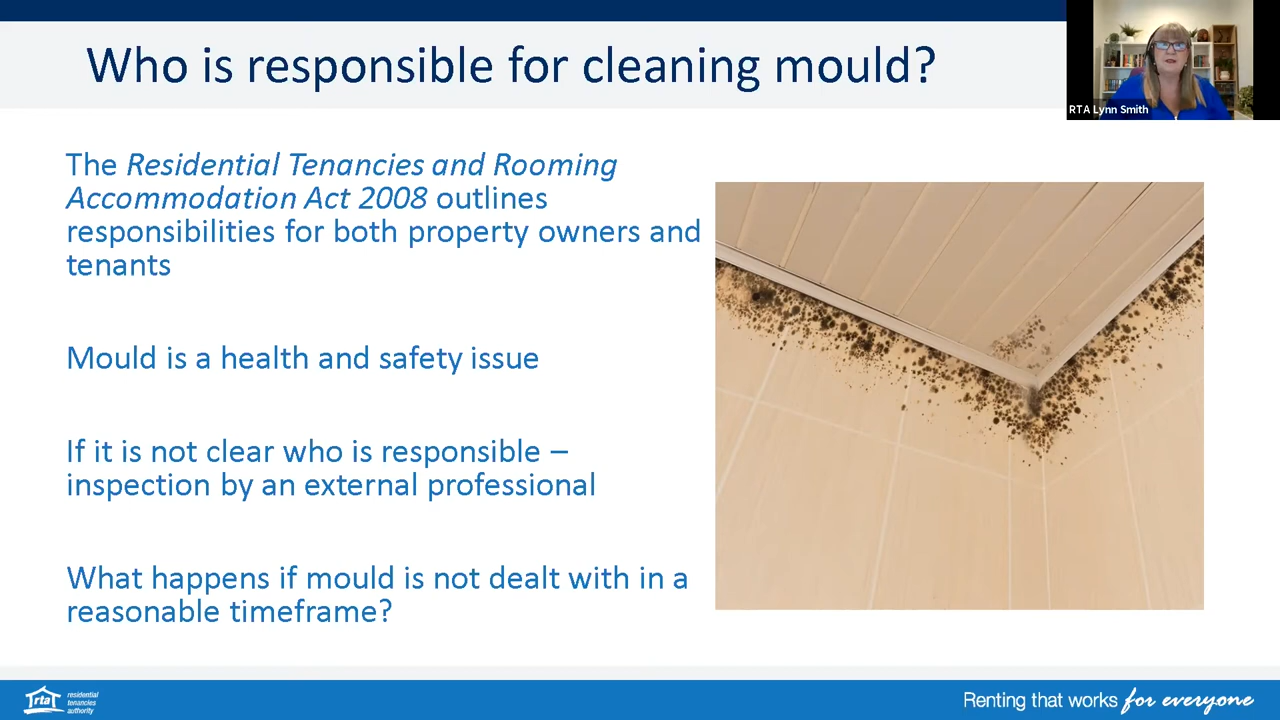 Who is responsible for cleaning mould?
RTA Lynn Smith
The Residential Tenancies and Rooming
Accommodation Act 2008 outlines
responsibilities for both property owners and
tenants
Mould is a health and safety issue
If it is not clear who is responsible –
inspection by an external professional
What happens if mould is not dealt with in a
reasonable timeframe?
rta
residential
tenancies
authority
Renting that works for everyone